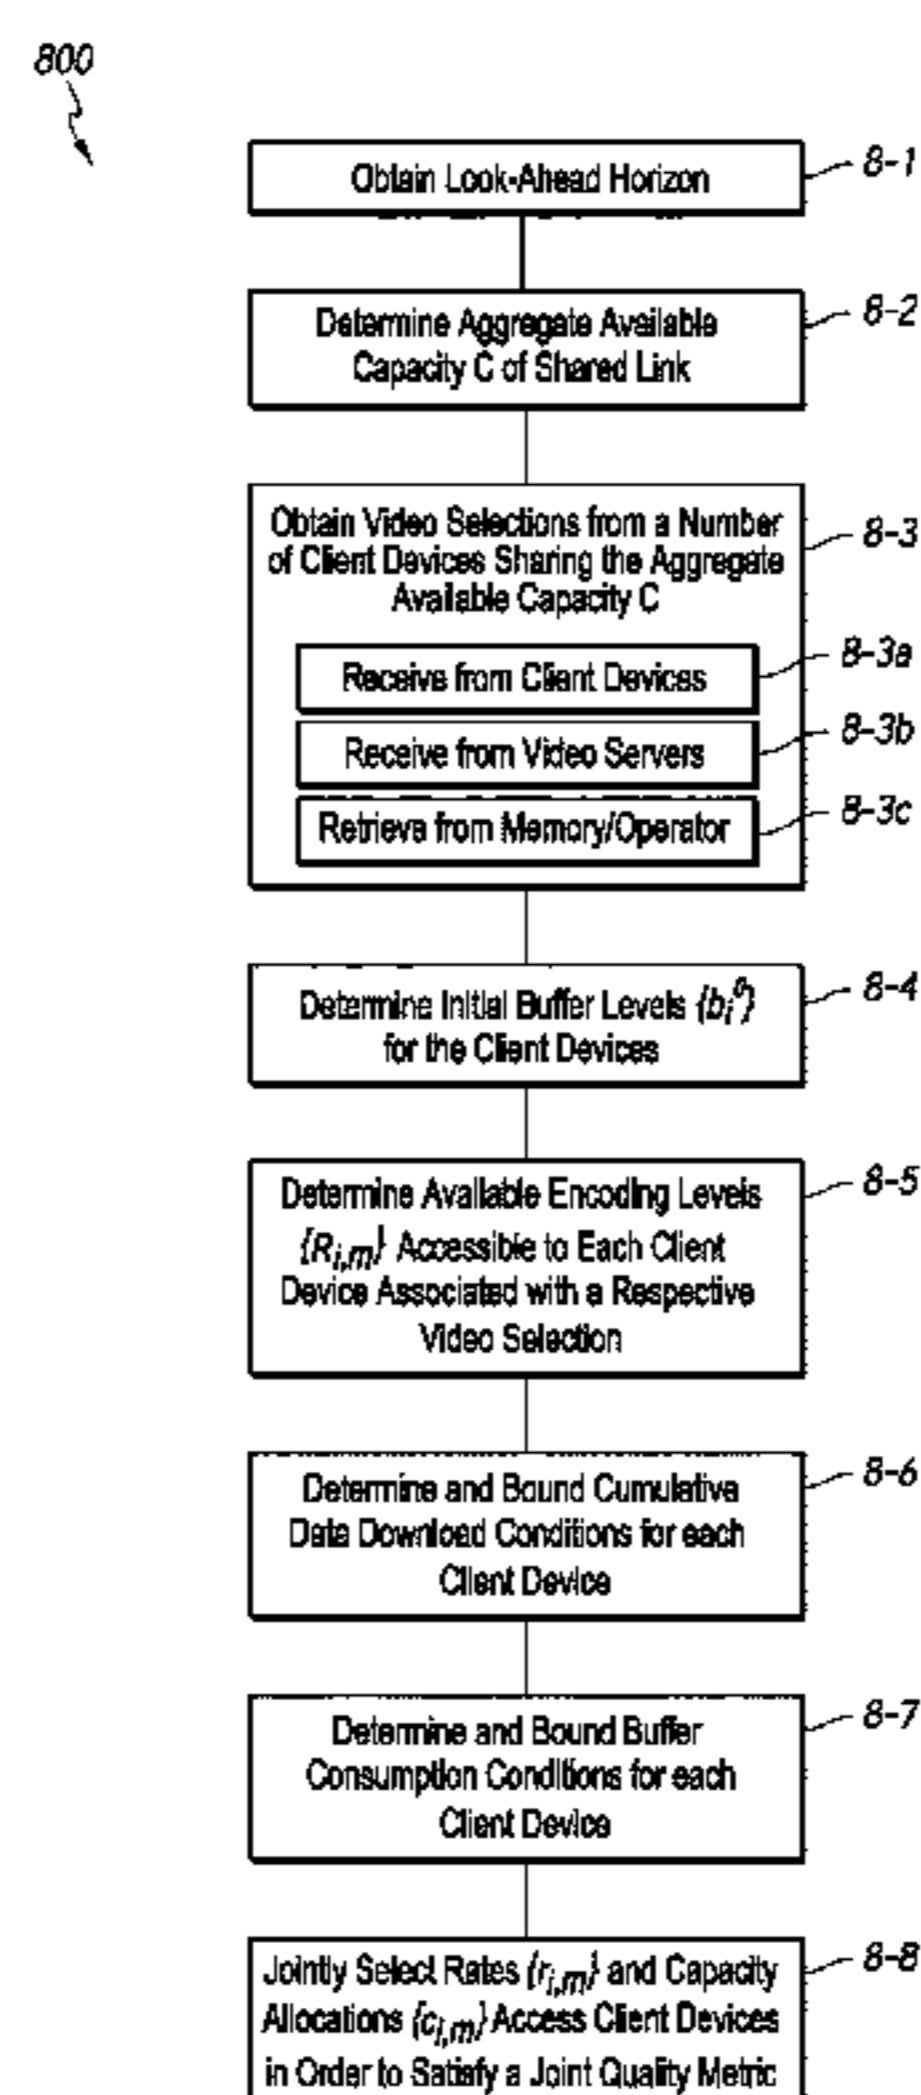 800
Obtain Look-Ahead Horizon
8-1
Determine Aggregate Available
Capacity C of Shared Link
8-2
Obtain Video Selections from a Number
of Client Devices Sharing the Aggregate
Available Capacity C
8-3
Receive from Client Devices
8-3a
Receive from Video Servers
8-3b
Retrieve from Memory/Operator
8-3c
Determine Initial Buffer Levels {b_i^0}
for the Client Devices
8-4
Determine Available Encoding Levels
{R_i,m} Accessible to Each Client
Device Associated with a Respective
Video Selection
8-5
Determine and Bound Cumulative
Data Download Conditions for each
Client Device
8-6
Determine and Bound Buffer
Consumption Conditions for each
Client Device
8-7
Jointly Select Rates {r_i,m} and Capacity
Allocations {c_i,m} Access Client Devices
in Order to Satisfy a Joint Quality Metric
8-8